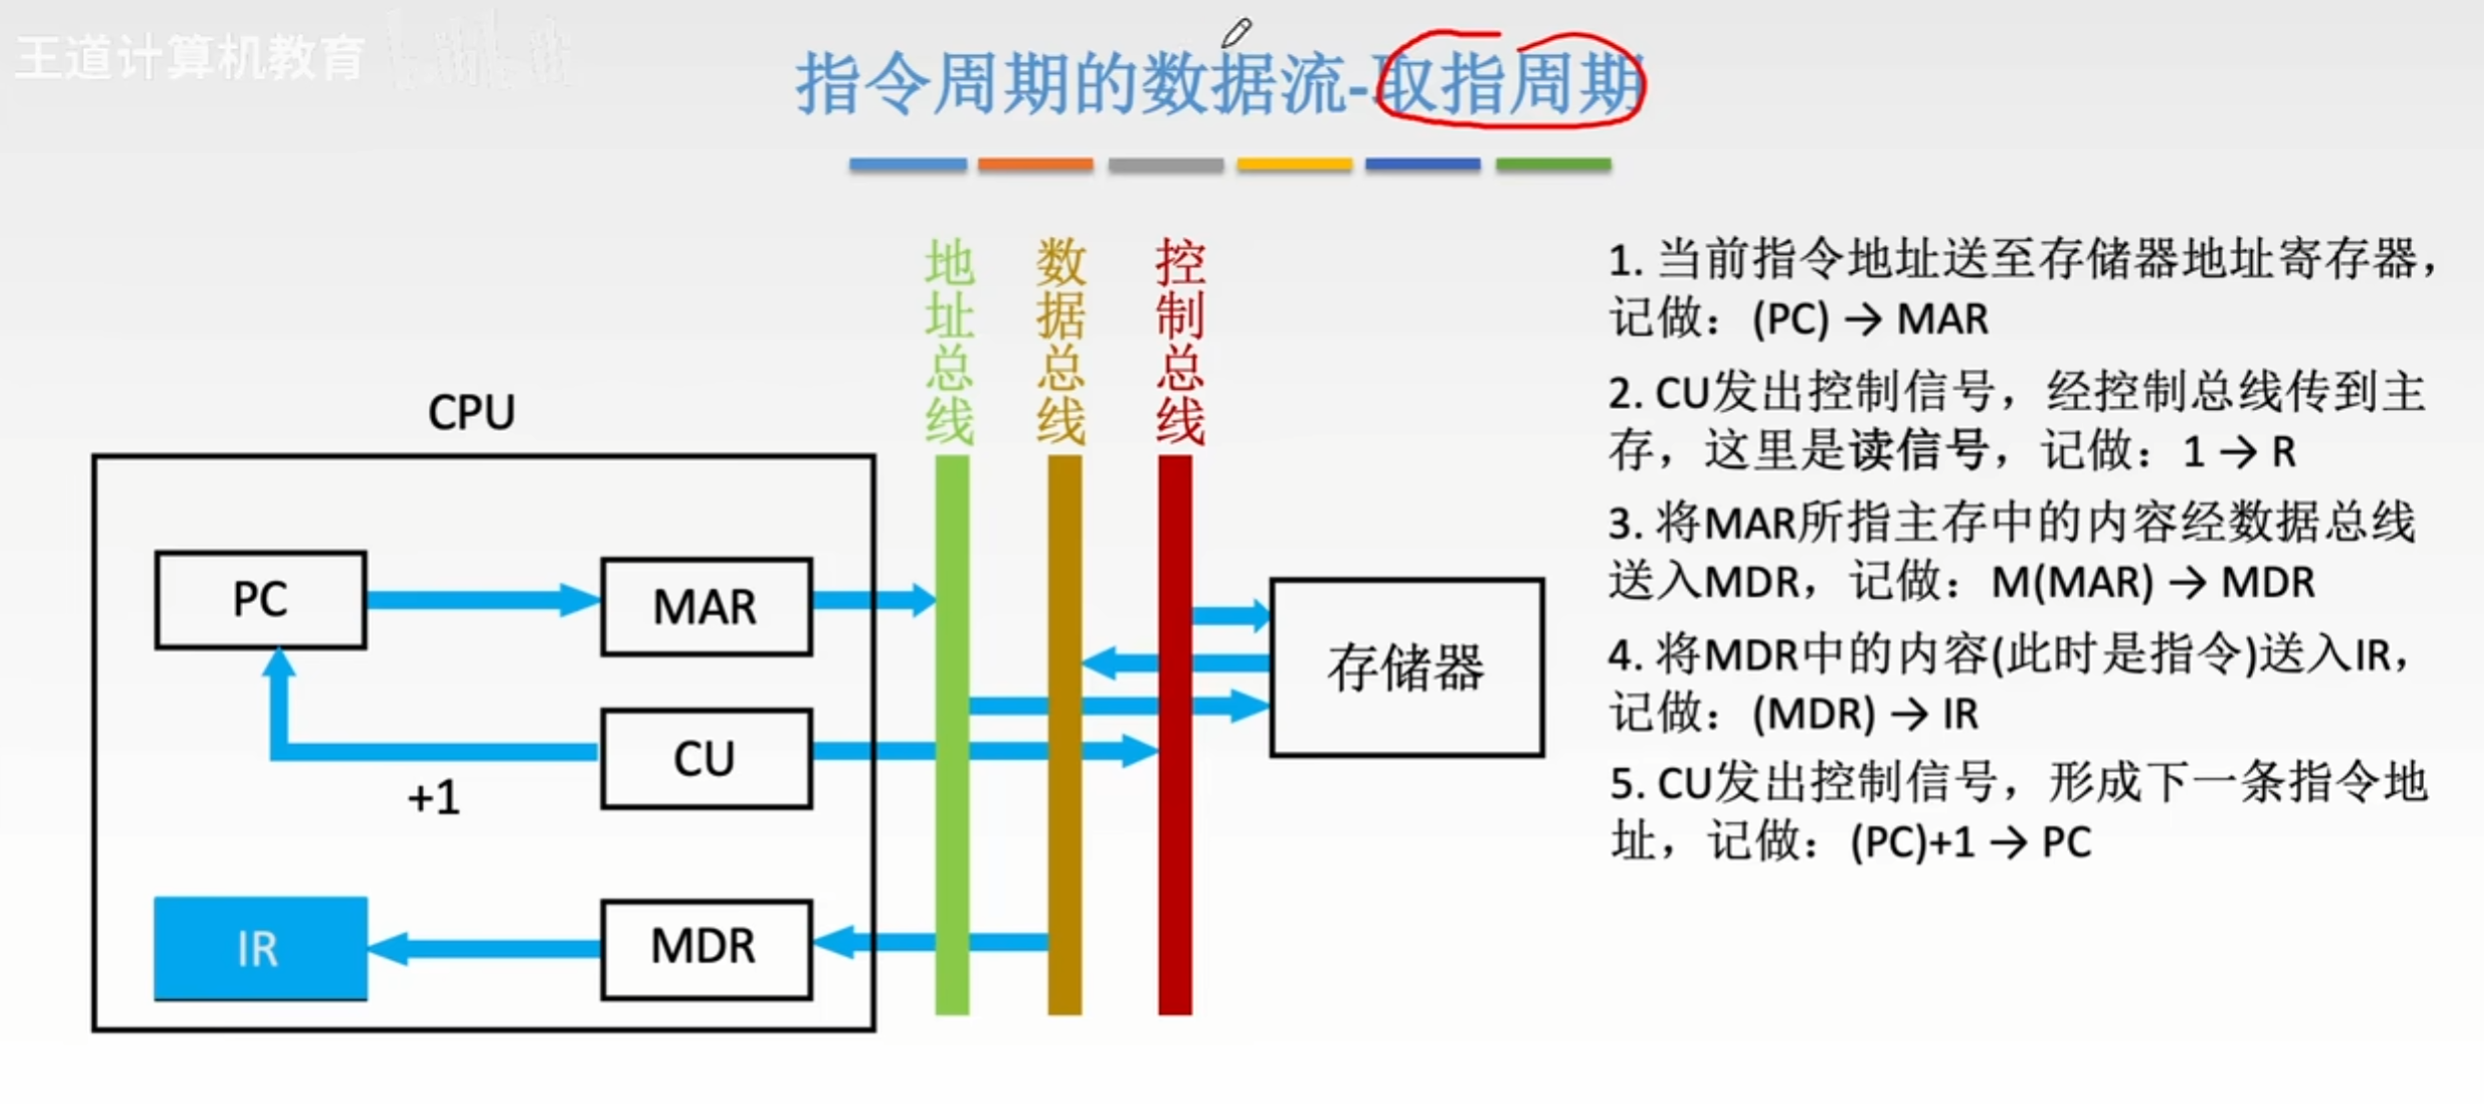 王道计算机教育
指令周期的数据流-取指周期
地址总线
数据总线
控制总线
CPU
PC
MAR
CU
+1
IR
MDR
存储器
1. 当前指令地址送至存储器地址寄存器，
记做：(PC) → MAR
2. CU发出控制信号，经控制总线传到主
存，这里是读信号，记做：1 → R
3. 将MAR所指主存中的内容经数据总线
送入MDR，记做：M(MAR) → MDR
4. 将MDR中的内容(此时是指令)送入IR，
记做：(MDR) → IR
5. CU发出控制信号，形成下一条指令地
址，记做：(PC)+1 → PC